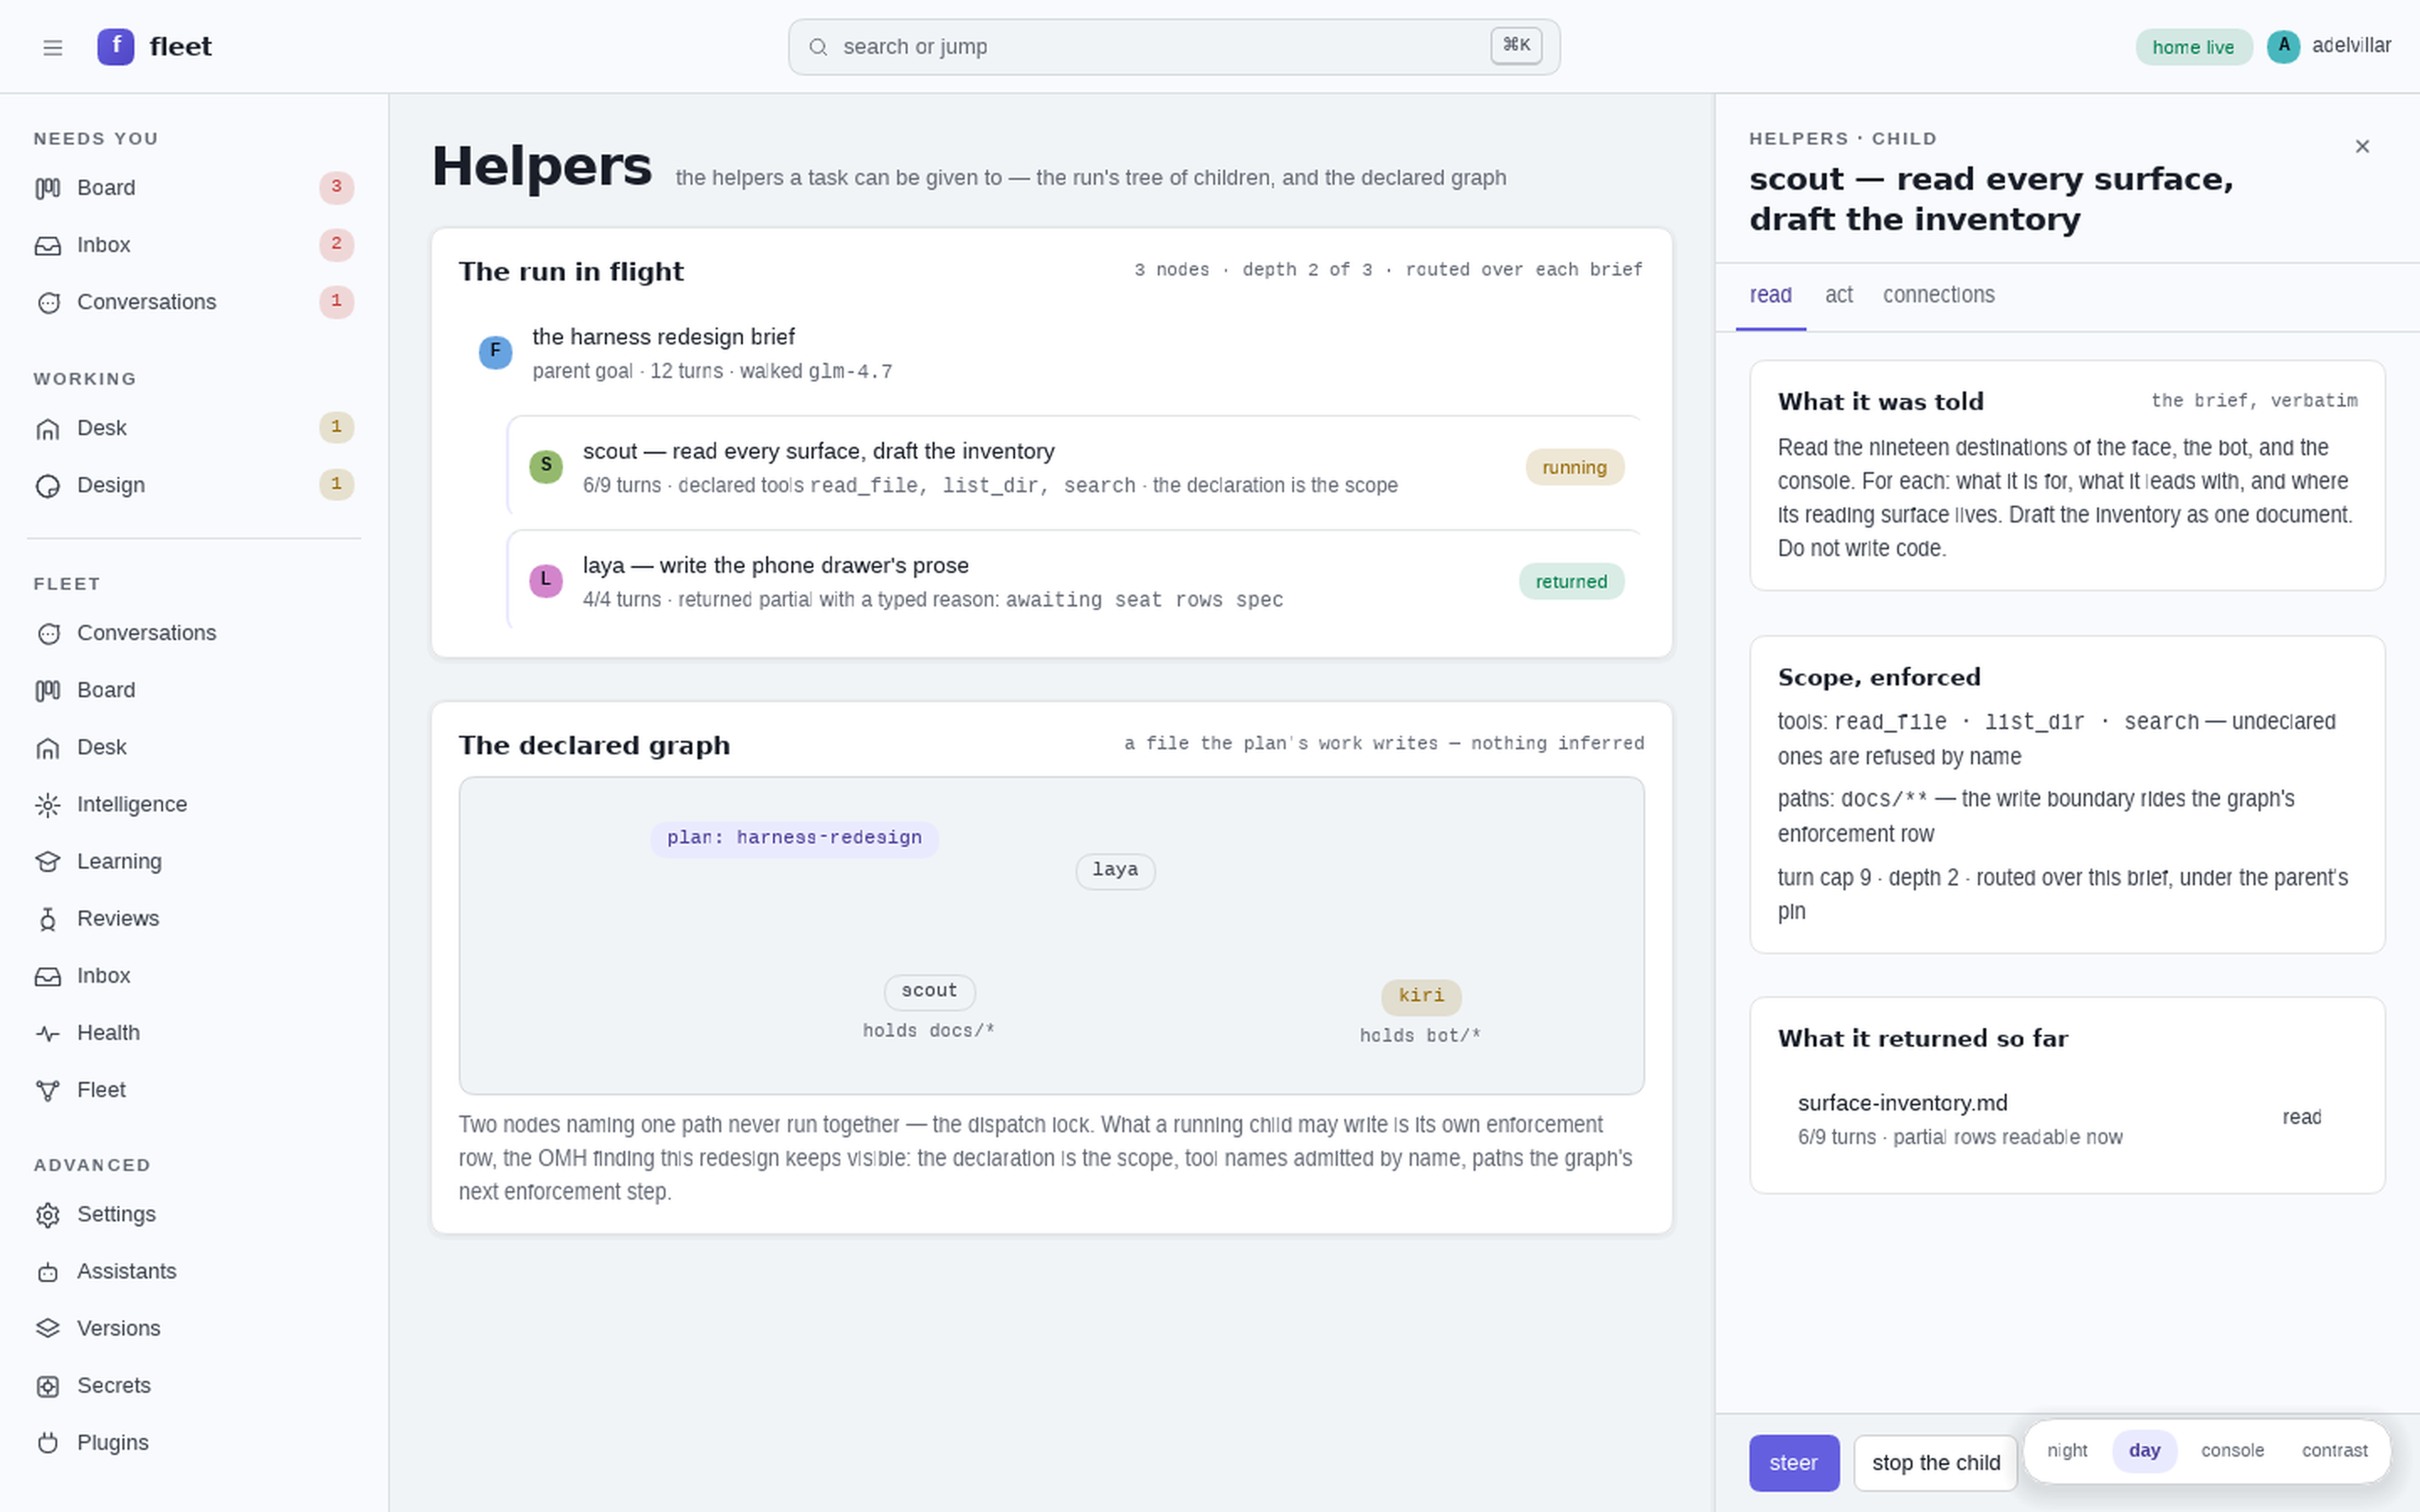 f fleet
search or jump ⌘K
home live A adelvillar
NEEDS YOU
Board 3
Inbox 2
Conversations 1
WORKING
Desk 1
Design 1
FLEET
Conversations
Board
Desk
Intelligence
Learning
Reviews
Inbox
Health
Fleet
ADVANCED
Settings
Assistants
Versions
Secrets
Plugins
Helpers the helpers a task can be given to — the run's tree of children, and the declared graph
The run in flight 3 nodes · depth 2 of 3 · routed over each brief
F the harness redesign brief
parent goal · 12 turns · walked glm-4.7
S scout — read every surface, draft the inventory running
6/9 turns · declared tools read_file, list_dir, search · the declaration is the scope
L laya — write the phone drawer's prose returned
4/4 turns · returned partial with a typed reason: awaiting seat rows spec
The declared graph a file the plan's work writes — nothing inferred
plan: harness-redesign
laya
scout
holds docs/*
kiri
holds bot/*
Two nodes naming one path never run together — the dispatch lock. What a running child may write is its own enforcement
row, the OMH finding this redesign keeps visible: the declaration is the scope, tool names admitted by name, paths the graph's
next enforcement step.
HELPERS · CHILD ×
scout — read every surface,
draft the inventory
read act connections
What it was told the brief, verbatim
Read the nineteen destinations of the face, the bot, and the
console. For each: what it is for, what it leads with, and where
its reading surface lives. Draft the inventory as one document.
Do not write code.
Scope, enforced
tools: read_file · list_dir · search — undeclared
ones are refused by name
paths: docs/** — the write boundary rides the graph's
enforcement row
turn cap 9 · depth 2 · routed over this brief, under the parent's
pin
What it returned so far
surface-inventory.md read
6/9 turns · partial rows readable now
steer stop the child night day console contrast